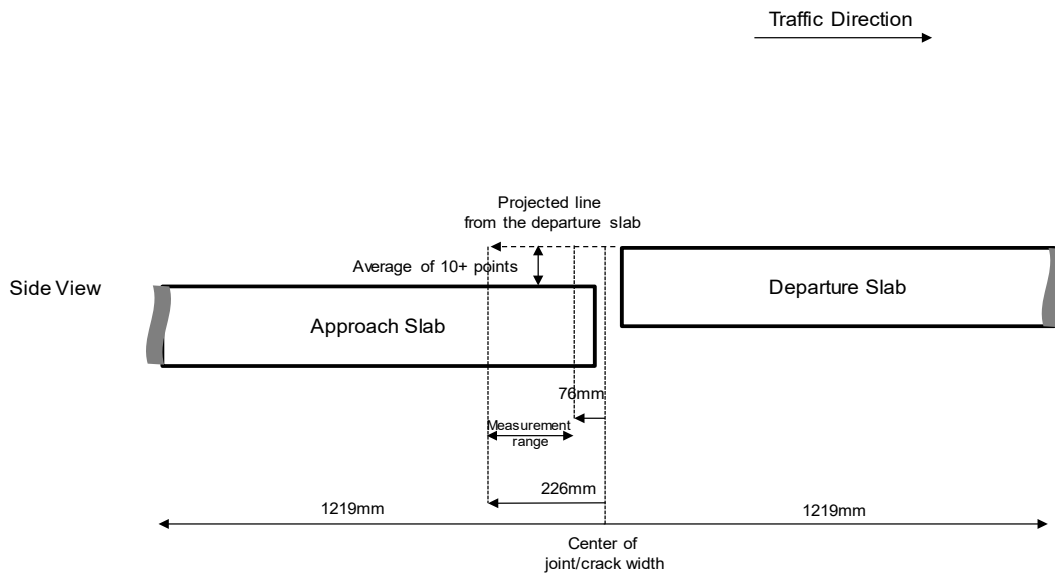 Traffic Direction
Projected line
from the departure slab
Average of 10+ points
Side View
Departure Slab
Approach Slab
76mm
Measurement
range
226mm
1219mm
1219mm
Center of
joint/crack width